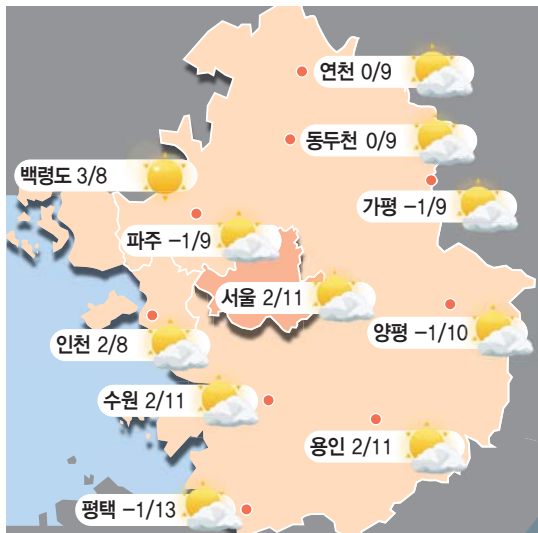 연천 0/9
동두천 0/9
백령도 3/8
가평 −1/9
파주 −1/9
서울 2/11
양평 −1/10
인천 2/8
수원 2/11
용인 2/11
평택 −1/13